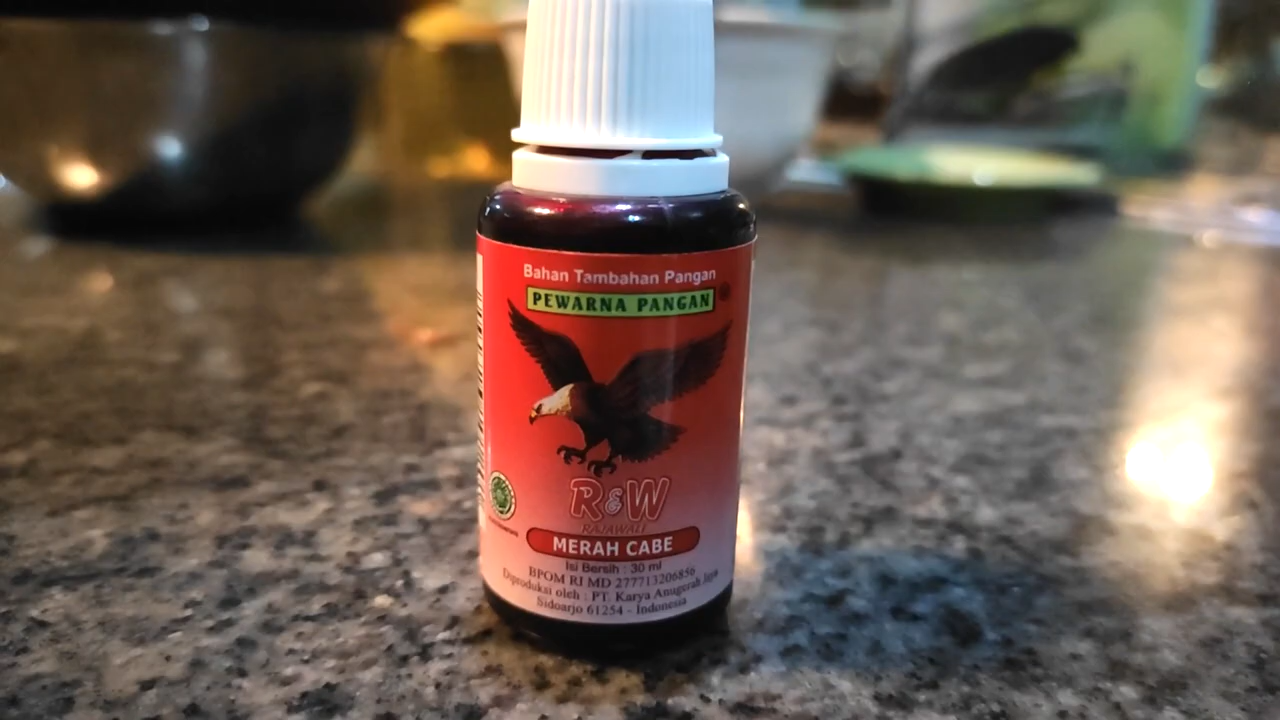 Bahan Tambahan Pangan
PEWARNA PANGAN
R&W
RAJAWALI
MERAH CABE
Isi Bersih : 30 ml
BPOM RI MD 277713206856
Diproduksi oleh : PT. Karya Anugerah Jaya
Sidoarjo 61254 - Indonesia